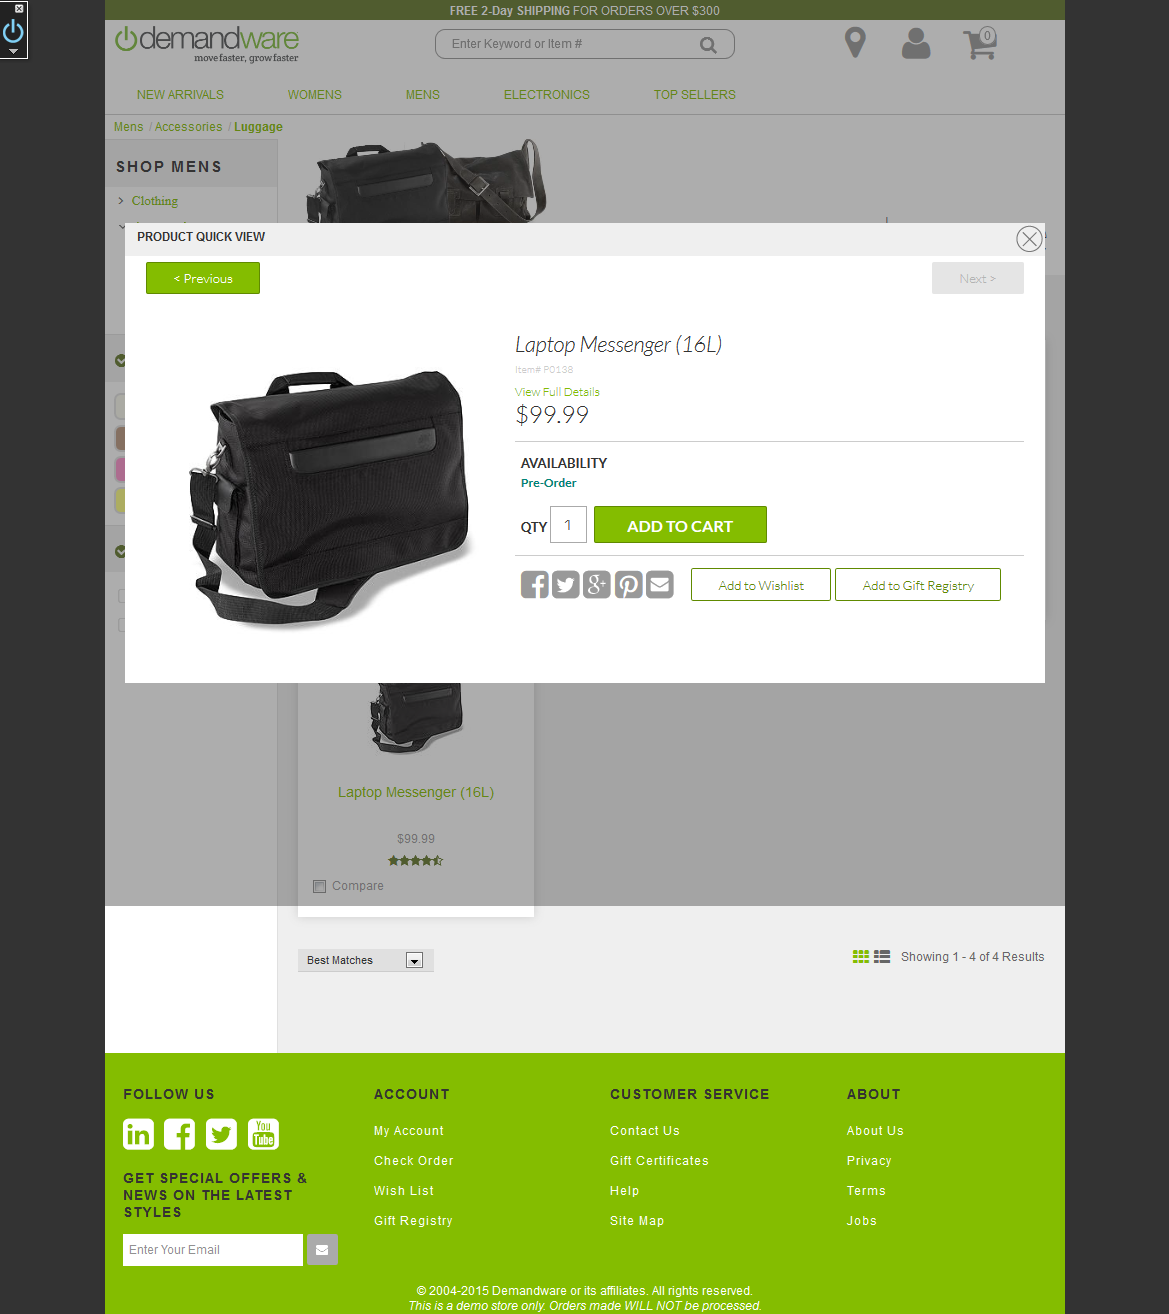 FREE 2-Day SHIPPING FOR ORDERS OVER $300
demandware
move faster, grow faster
Enter Keyword or Item #
0
NEW ARRIVALS
WOMENS
MENS
ELECTRONICS
TOP SELLERS
Mens / Accessories / Luggage
SHOP MENS
Clothing
PRODUCT QUICK VIEW
< Previous
Next >
Laptop Messenger (16L)
Item# P0138
View Full Details
$99.99
AVAILABILITY
Pre-Order
QTY 1 ADD TO CART
Add to Wishlist
Add to Gift Registry
Laptop Messenger (16L)
$99.99
Compare
Best Matches
Showing 1 - 4 of 4 Results
FOLLOW US
You Tube
GET SPECIAL OFFERS &
NEWS ON THE LATEST
STYLES
Enter Your Email
ACCOUNT
My Account
Check Order
Wish List
Gift Registry
CUSTOMER SERVICE
Contact Us
Gift Certificates
Help
Site Map
ABOUT
About Us
Privacy
Terms
Jobs
© 2004-2015 Demandware or its affiliates. All rights reserved.
This is a demo store only. Orders made WILL NOT be processed.